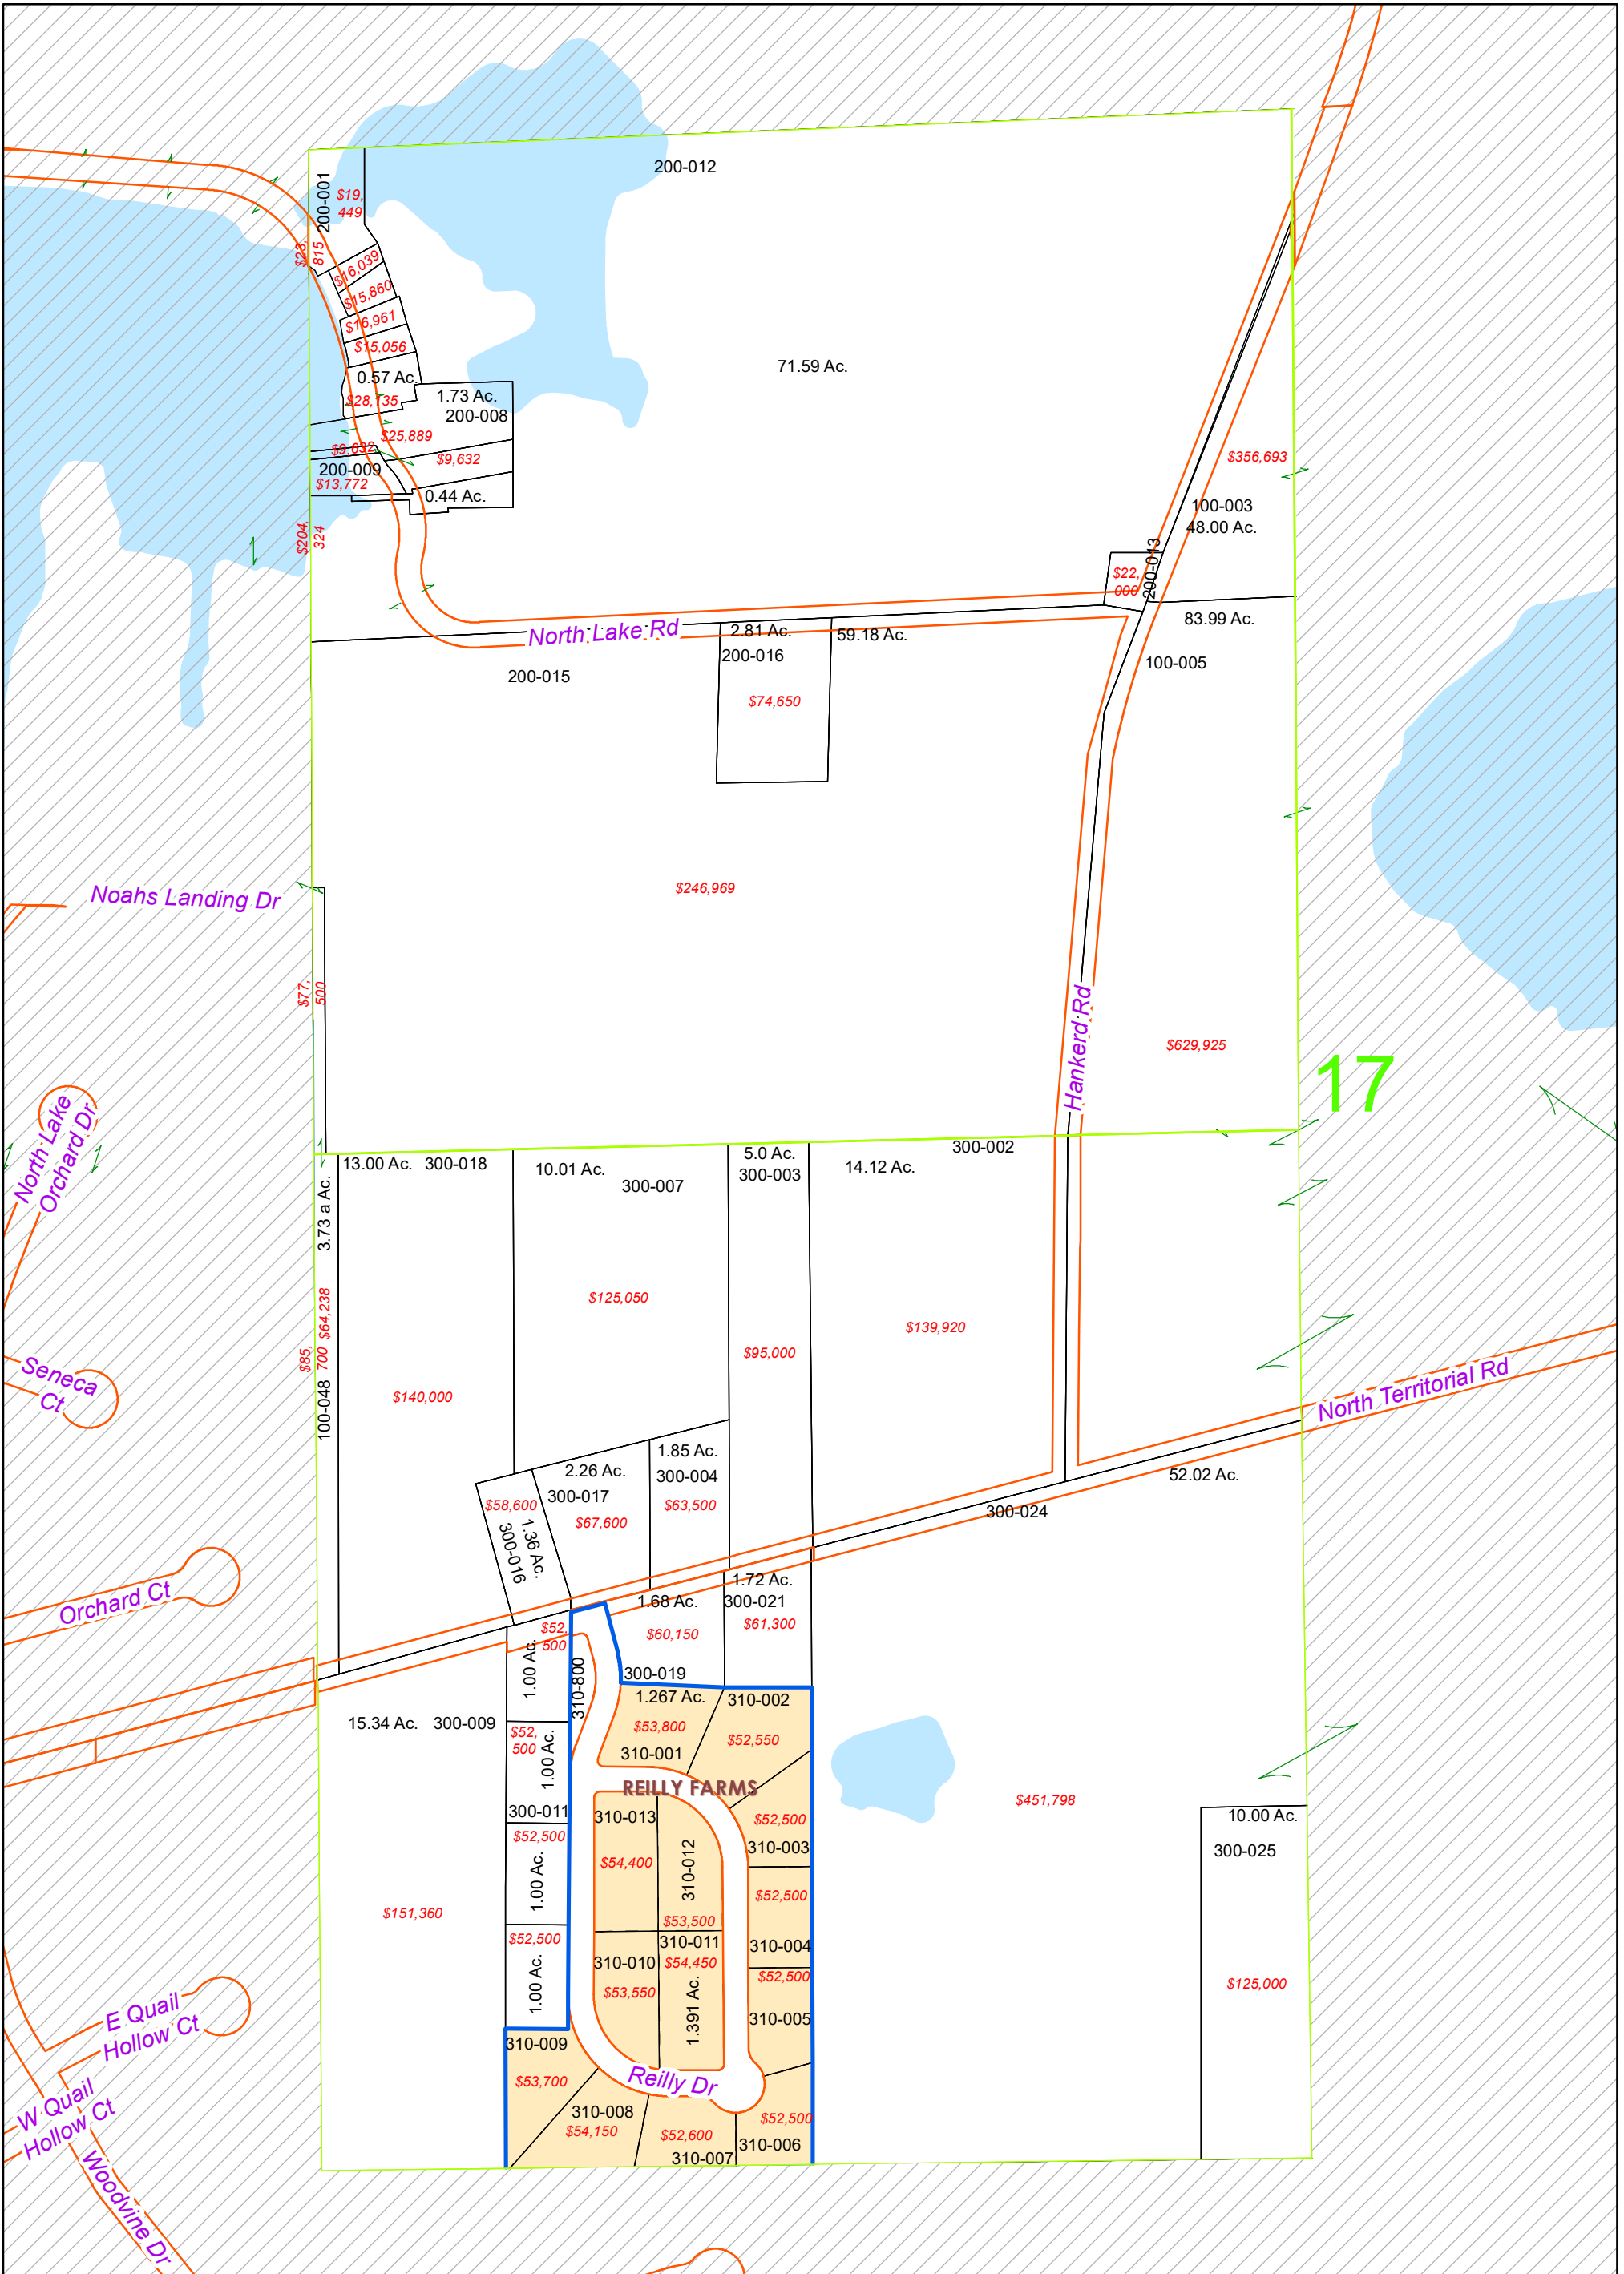 200-012
200-001
$19,
449
$23,
815
$16,039
$15,860
$16,961
$15,056
0.57 Ac.
$28,135
1.73 Ac.
200-008
$25,889
$9,632
$9,632
200-009
$13,772
0.44 Ac.
$204,
324
71.59 Ac.
$356,693
100-003
48.00 Ac.
200-013
$22,
000
83.99 Ac.
100-005
North Lake Rd
2.81 Ac.
200-016
59.18 Ac.
200-015
$74,650
Noahs Landing Dr
$246,969
$77,
500
Hankerd Rd
$629,925
17
North Lake
Orchard Dr
13.00 Ac.
300-018
10.01 Ac.
300-007
5.0 Ac.
300-003
14.12 Ac.
300-002
3.73 a Ac.
$64,238
$85,
700
100-048
$125,050
$139,920
$95,000
$140,000
Seneca
Ct
North Territorial Rd
1.85 Ac.
300-004
$63,500
2.26 Ac.
300-017
$67,600
$58,600
1.36 Ac.
300-016
52.02 Ac.
300-024
Orchard Ct
1.72 Ac.
300-021
$61,300
1.68 Ac.
$60,150
300-019
$52,
500
1.00 Ac.
310-800
1.267 Ac.
310-002
$53,800
$52,550
310-001
15.34 Ac.
300-009
$52,
500
1.00 Ac.
300-011
REILLY FARMS
310-013
$54,400
310-012
$53,500
$52,500
310-003
$52,500
1.00 Ac.
$451,798
10.00 Ac.
300-025
$52,500
310-004
$151,360
$52,500
1.00 Ac.
310-010
$53,550
310-011
$54,450
1.391 Ac.
$52,500
310-005
$125,000
E Quail
Hollow Ct
W Quail
Hollow Ct
310-009
$53,700
Reilly Dr
310-008
$54,150
$52,600
310-007
$52,500
310-006
Woodvine Dr